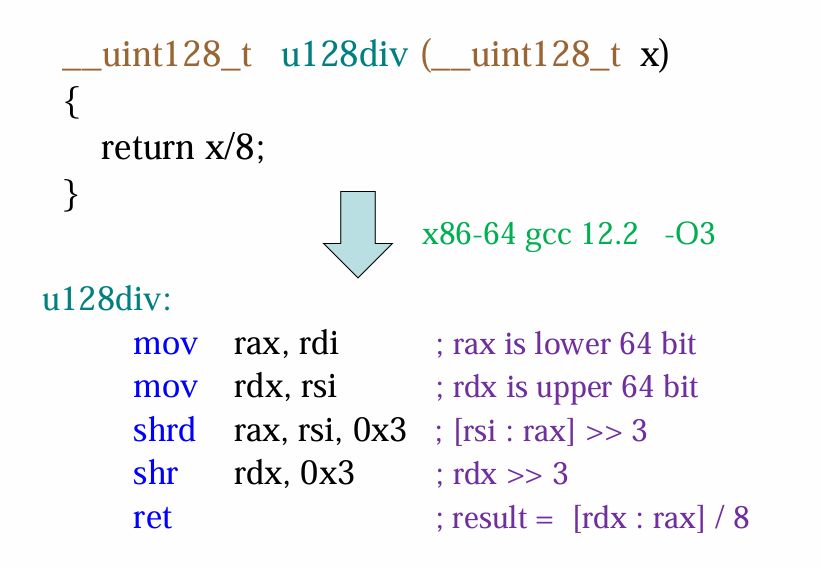 __uint128_t u128div (__uint128_t x)
{
return x/8;
}
x86-64 gcc 12.2 -O3
u128div:
mov rax, rdi ; rax is lower 64 bit
mov rdx, rsi ; rdx is upper 64 bit
shrd rax, rsi, 0x3 ; [rsi : rax] >> 3
shr rdx, 0x3 ; rdx >> 3
ret ; result = [rdx : rax] / 8